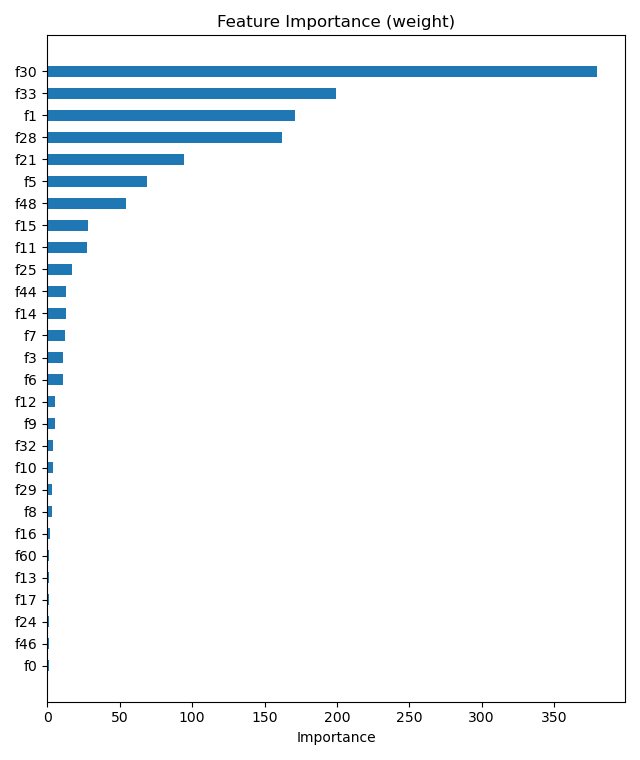 Feature Importance (weight)
f30
f33
f1
f28
f21
f5
f48
f15
f11
f25
f44
f14
f7
f3
f6
f12
f9
f32
f10
f29
f8
f16
f60
f13
f17
f24
f46
f0
0 50 100 150 200 250 300 350
Importance